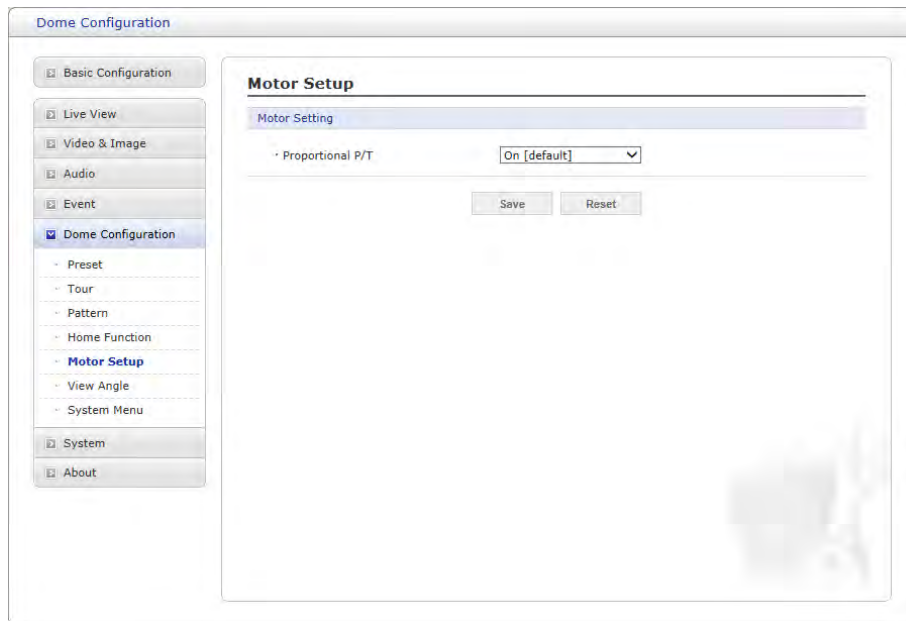 Dome Configuration
Basic Configuration
Live View
Video & Image
Audio
Event
Dome Configuration
Preset
Tour
Pattern
Home Function
Motor Setup
View Angle
System Menu
System
About
Motor Setup
Motor Setting
· Proportional P/T
On [default]
Save Reset